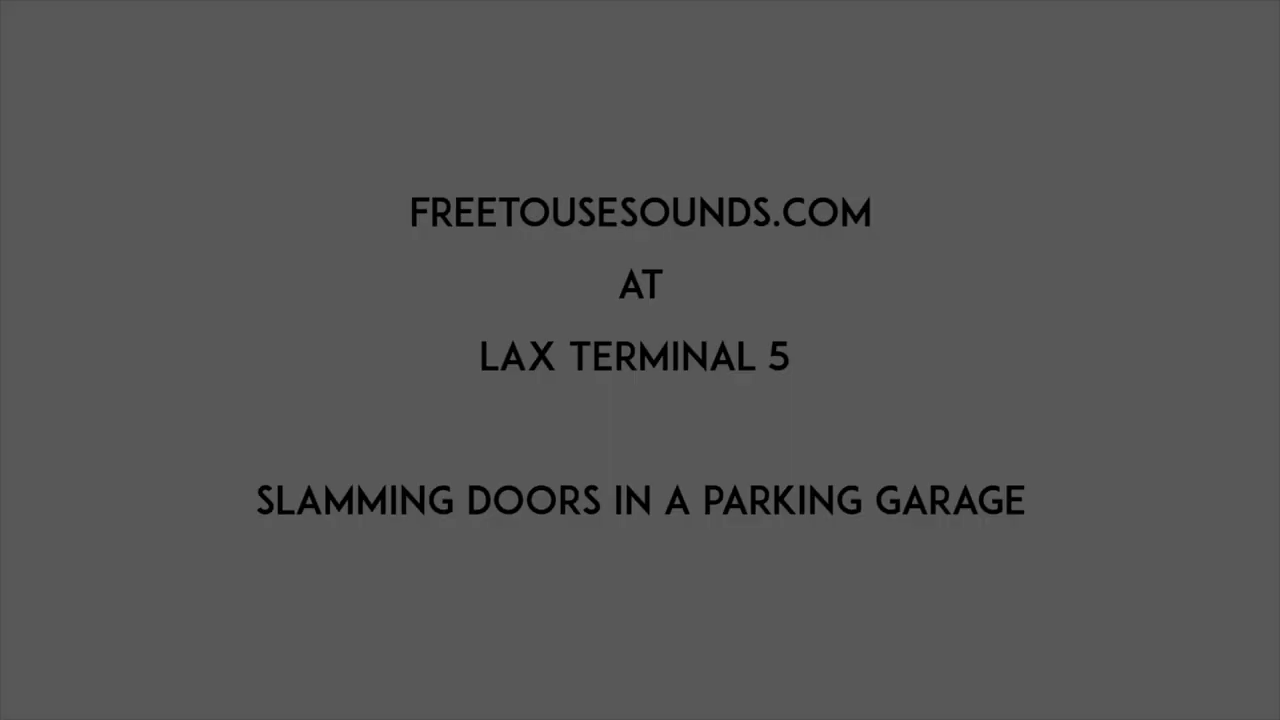 FREETOUSESOUNDS.COM
AT
LAX TERMINAL 5
SLAMMING DOORS IN A PARKING GARAGE